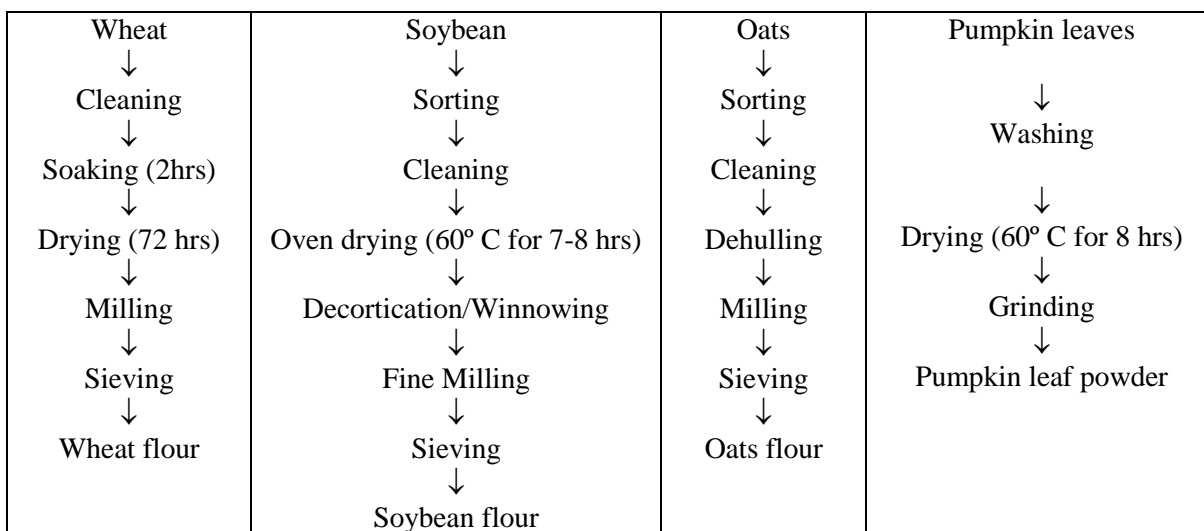 Wheat
↓
Cleaning
↓
Soaking (2hrs)
↓
Drying (72 hrs)
↓
Milling
↓
Sieving
↓
Wheat flour
Soybean
↓
Sorting
↓
Cleaning
↓
Oven drying (60º C for 7-8 hrs)
↓
Decortication/Winnowing
↓
Fine Milling
↓
Sieving
↓
Soybean flour
Oats
↓
Sorting
↓
Cleaning
↓
Dehulling
↓
Milling
↓
Sieving
↓
Oats flour
Pumpkin leaves
↓
Washing
↓
Drying (60º C for 8 hrs)
↓
Grinding
↓
Pumpkin leaf powder